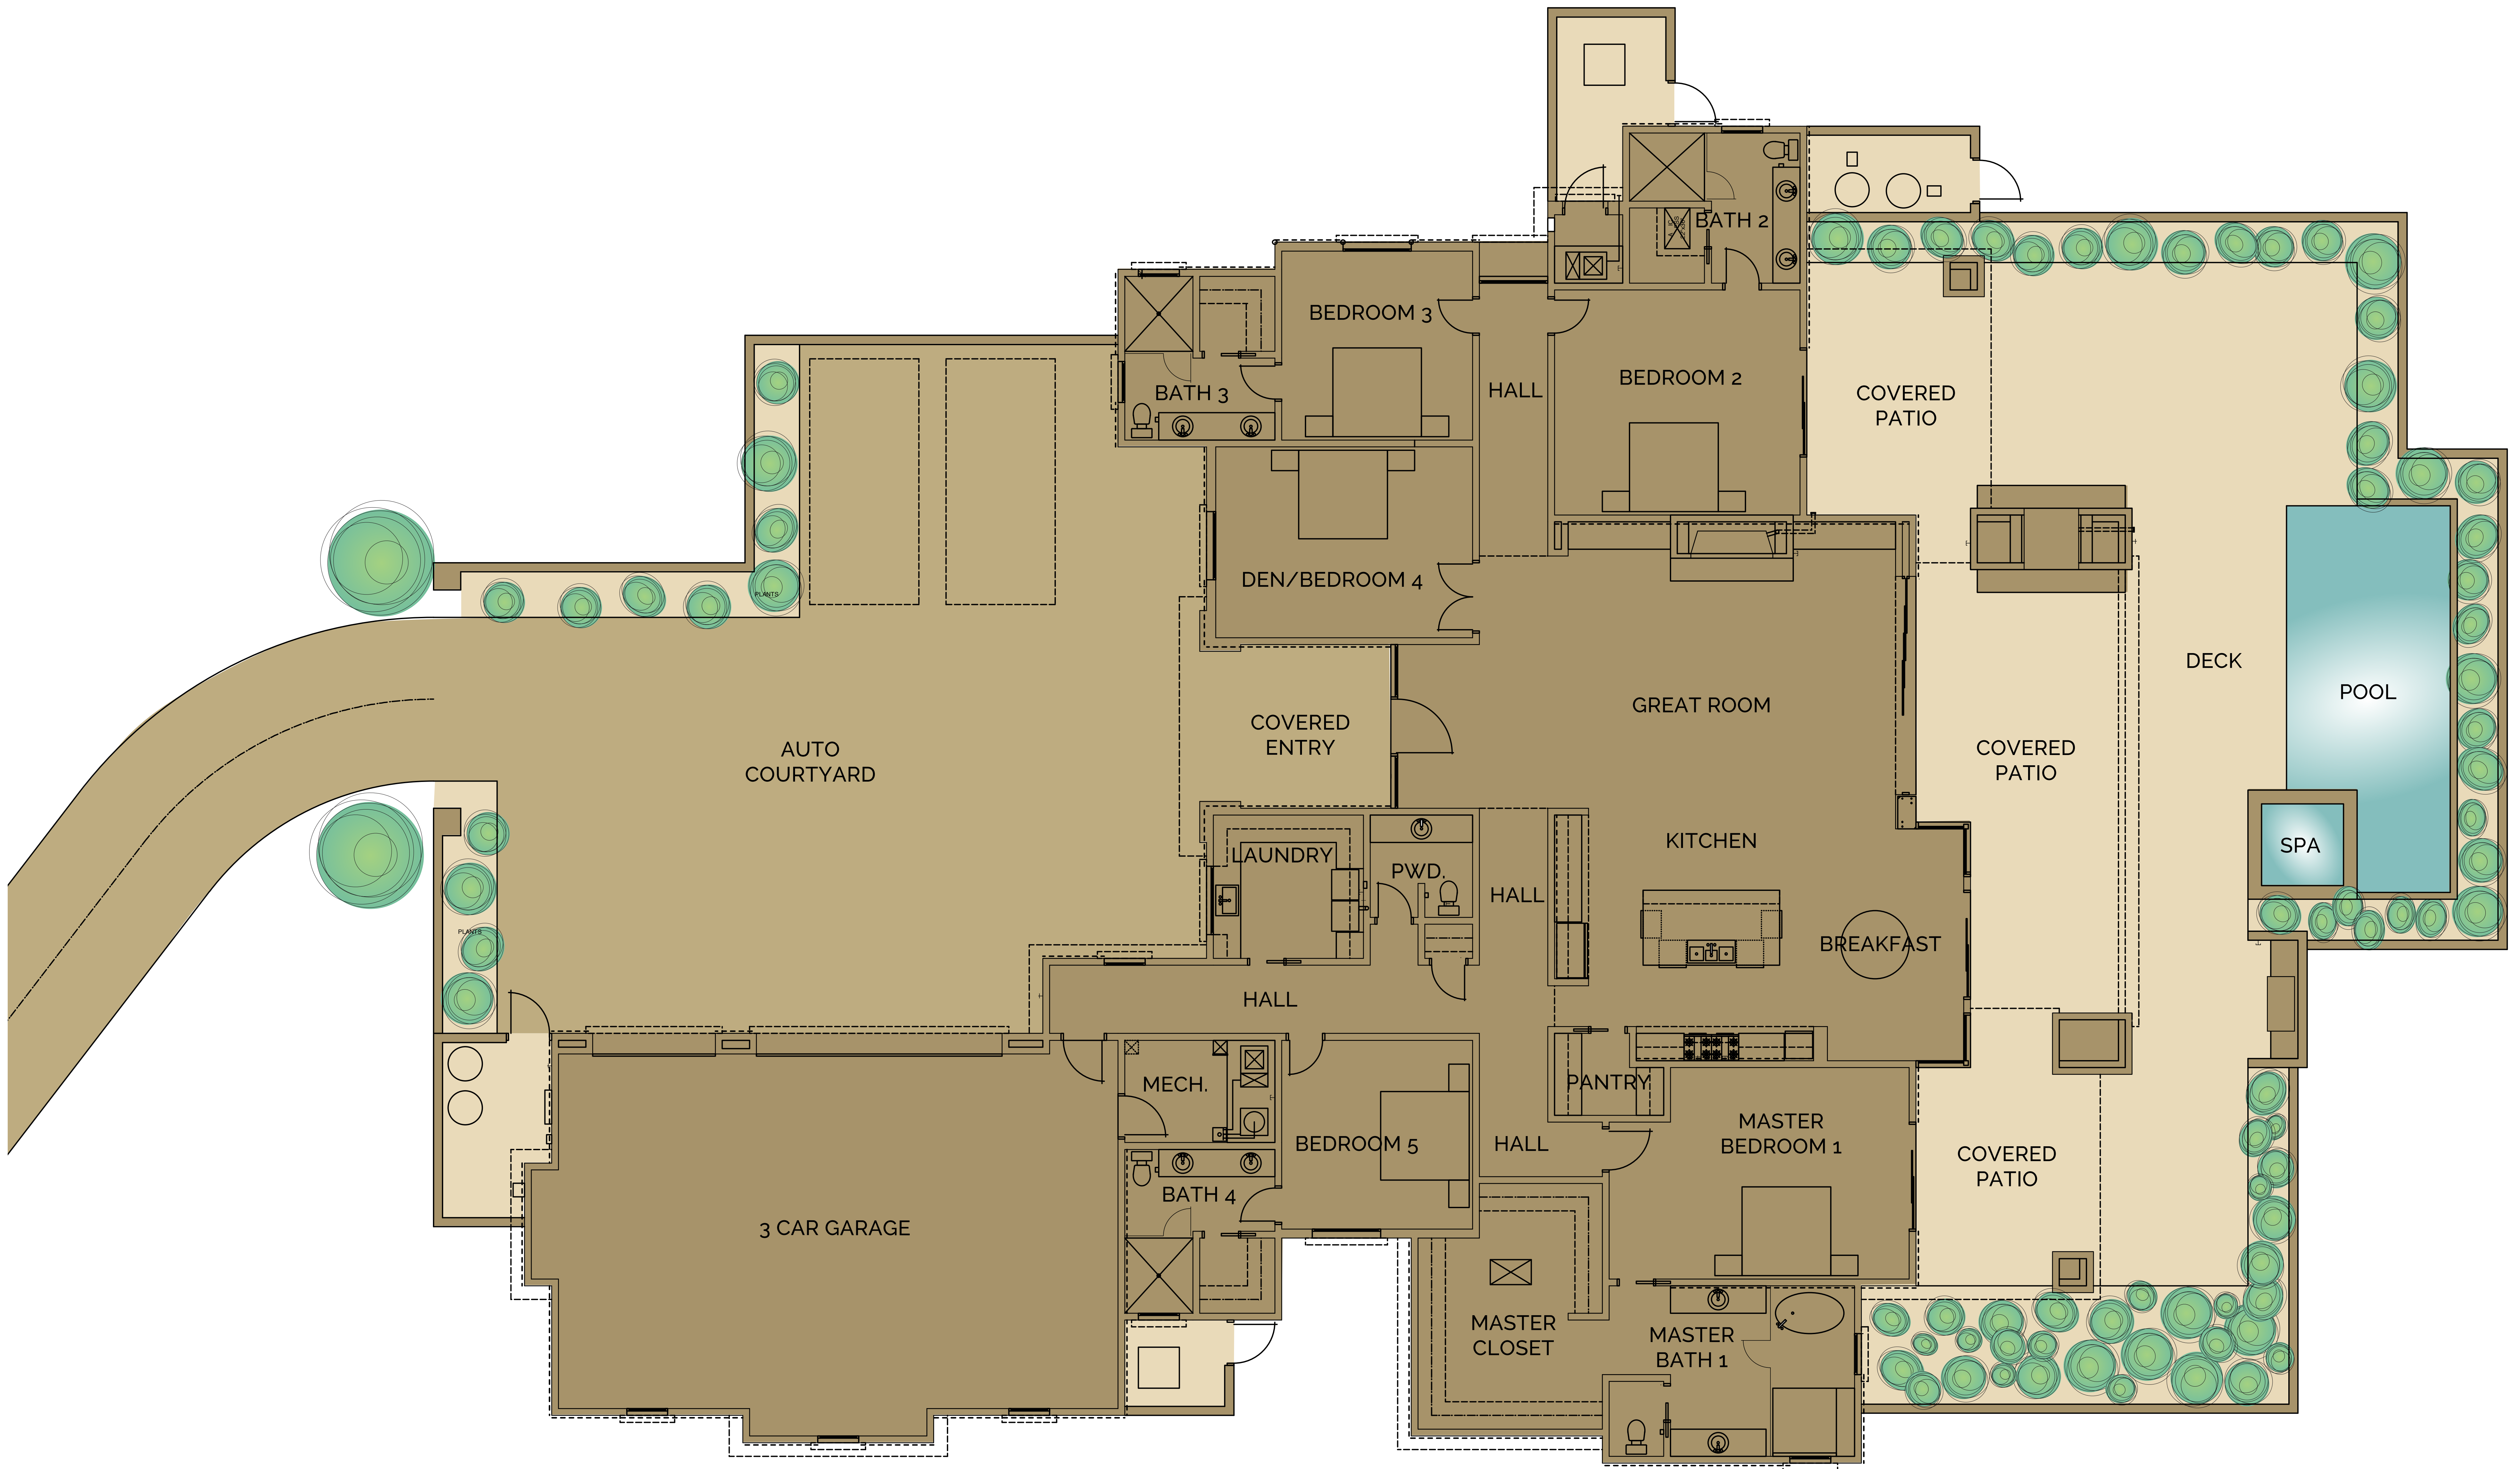 BATH 2
BEDROOM 3
BATH 3
HALL
BEDROOM 2
COVERED
PATIO
DEN/BEDROOM 4
PLANTS
DECK
POOL
GREAT ROOM
COVERED
ENTRY
AUTO
COURTYARD
COVERED
PATIO
KITCHEN
SPA
LAUNDRY
PWD.
HALL
PLANTS
BREAKFAST
HALL
MECH.
PANTRY
BEDROOM 5
HALL
MASTER
BEDROOM 1
COVERED
PATIO
BATH 4
3 CAR GARAGE
MASTER
CLOSET
MASTER
BATH 1